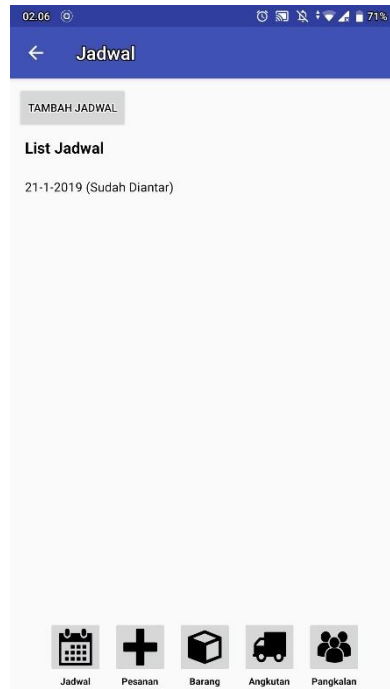 02.06 71%
Jadwal
TAMBAH JADWAL
List Jadwal
21-1-2019 (Sudah Diantar)
Jadwal Pesanan Barang Angkutan Pangkalan